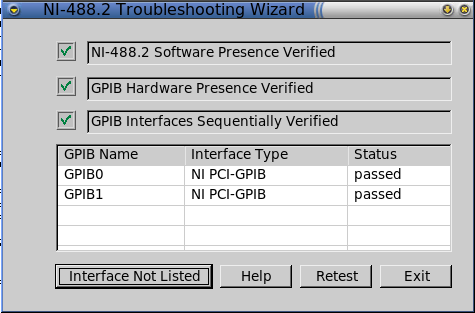 NI-488.2 Troubleshooting Wizard
NI-488.2 Software Presence Verified
GPIB Hardware Presence Verified
GPIB Interfaces Sequentially Verified
GPIB Name Interface Type Status
GPIB0 NI PCI-GPIB passed
GPIB1 NI PCI-GPIB passed
Interface Not Listed Help Retest Exit